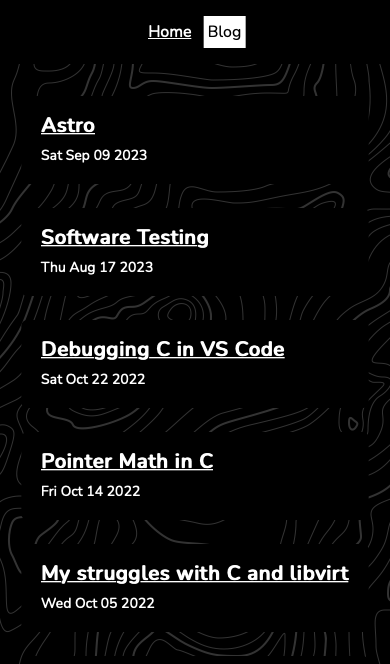 Home Blog
Astro
Sat Sep 09 2023
Software Testing
Thu Aug 17 2023
Debugging C in VS Code
Sat Oct 22 2022
Pointer Math in C
Fri Oct 14 2022
My struggles with C and libvirt
Wed Oct 05 2022